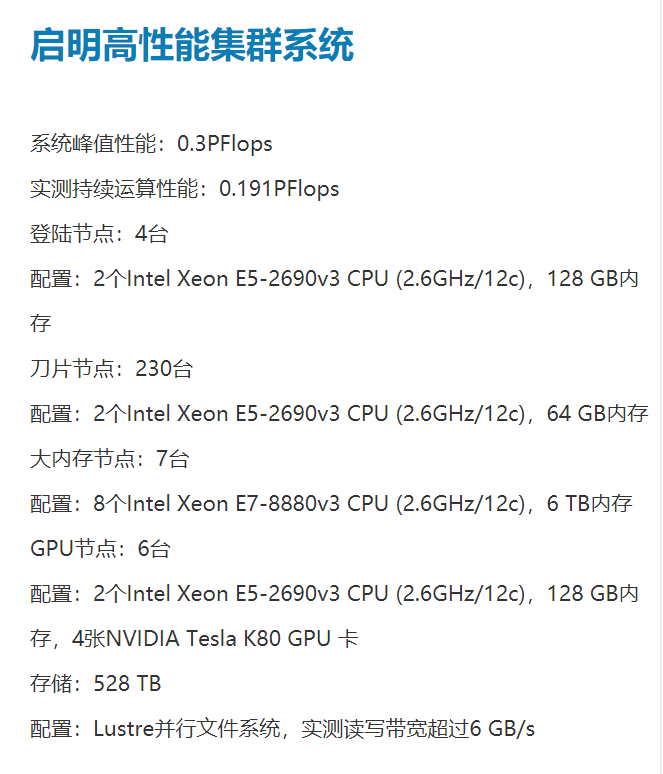 启明高性能集群系统
系统峰值性能：0.3PFlops
实测持续运算性能：0.191PFlops
登陆节点：4台
配置：2个Intel Xeon E5-2690v3 CPU (2.6GHz/12c)，128 GB内
存
刀片节点：230台
配置：2个Intel Xeon E5-2690v3 CPU (2.6GHz/12c)，64 GB内存
大内存节点：7台
配置：8个Intel Xeon E7-8880v3 CPU (2.6GHz/12c)，6 TB内存
GPU节点：6台
配置：2个Intel Xeon E5-2690v3 CPU (2.6GHz/12c)，128 GB内
存，4张NVIDIA Tesla K80 GPU 卡
存储：528 TB
配置：Lustre并行文件系统，实测读写带宽超过6 GB/s